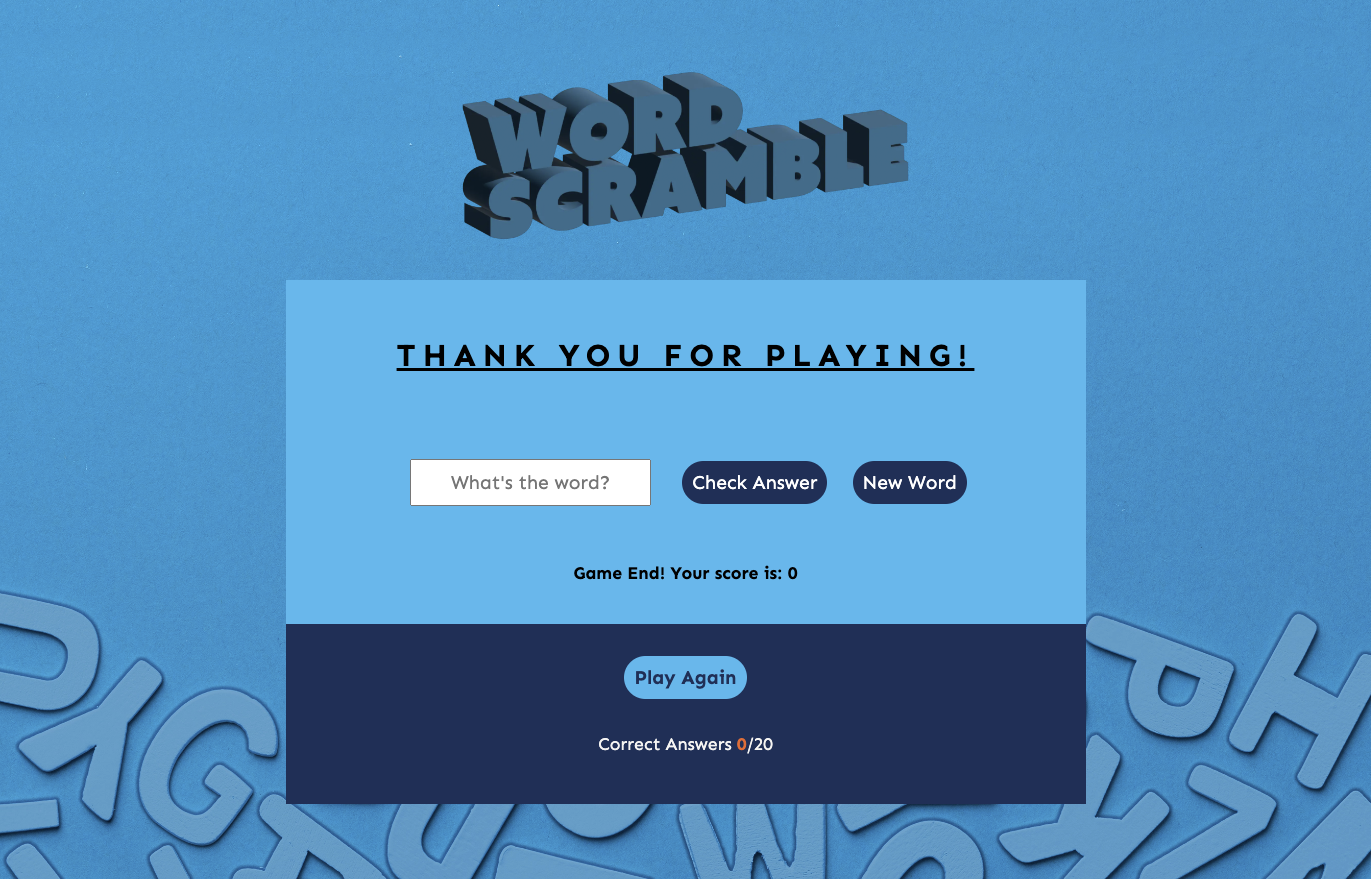 WORD
SCRAMBLE
THANK YOU FOR PLAYING!
What's the word?
Check Answer
New Word
Game End! Your score is: 0
Play Again
Correct Answers 0/20